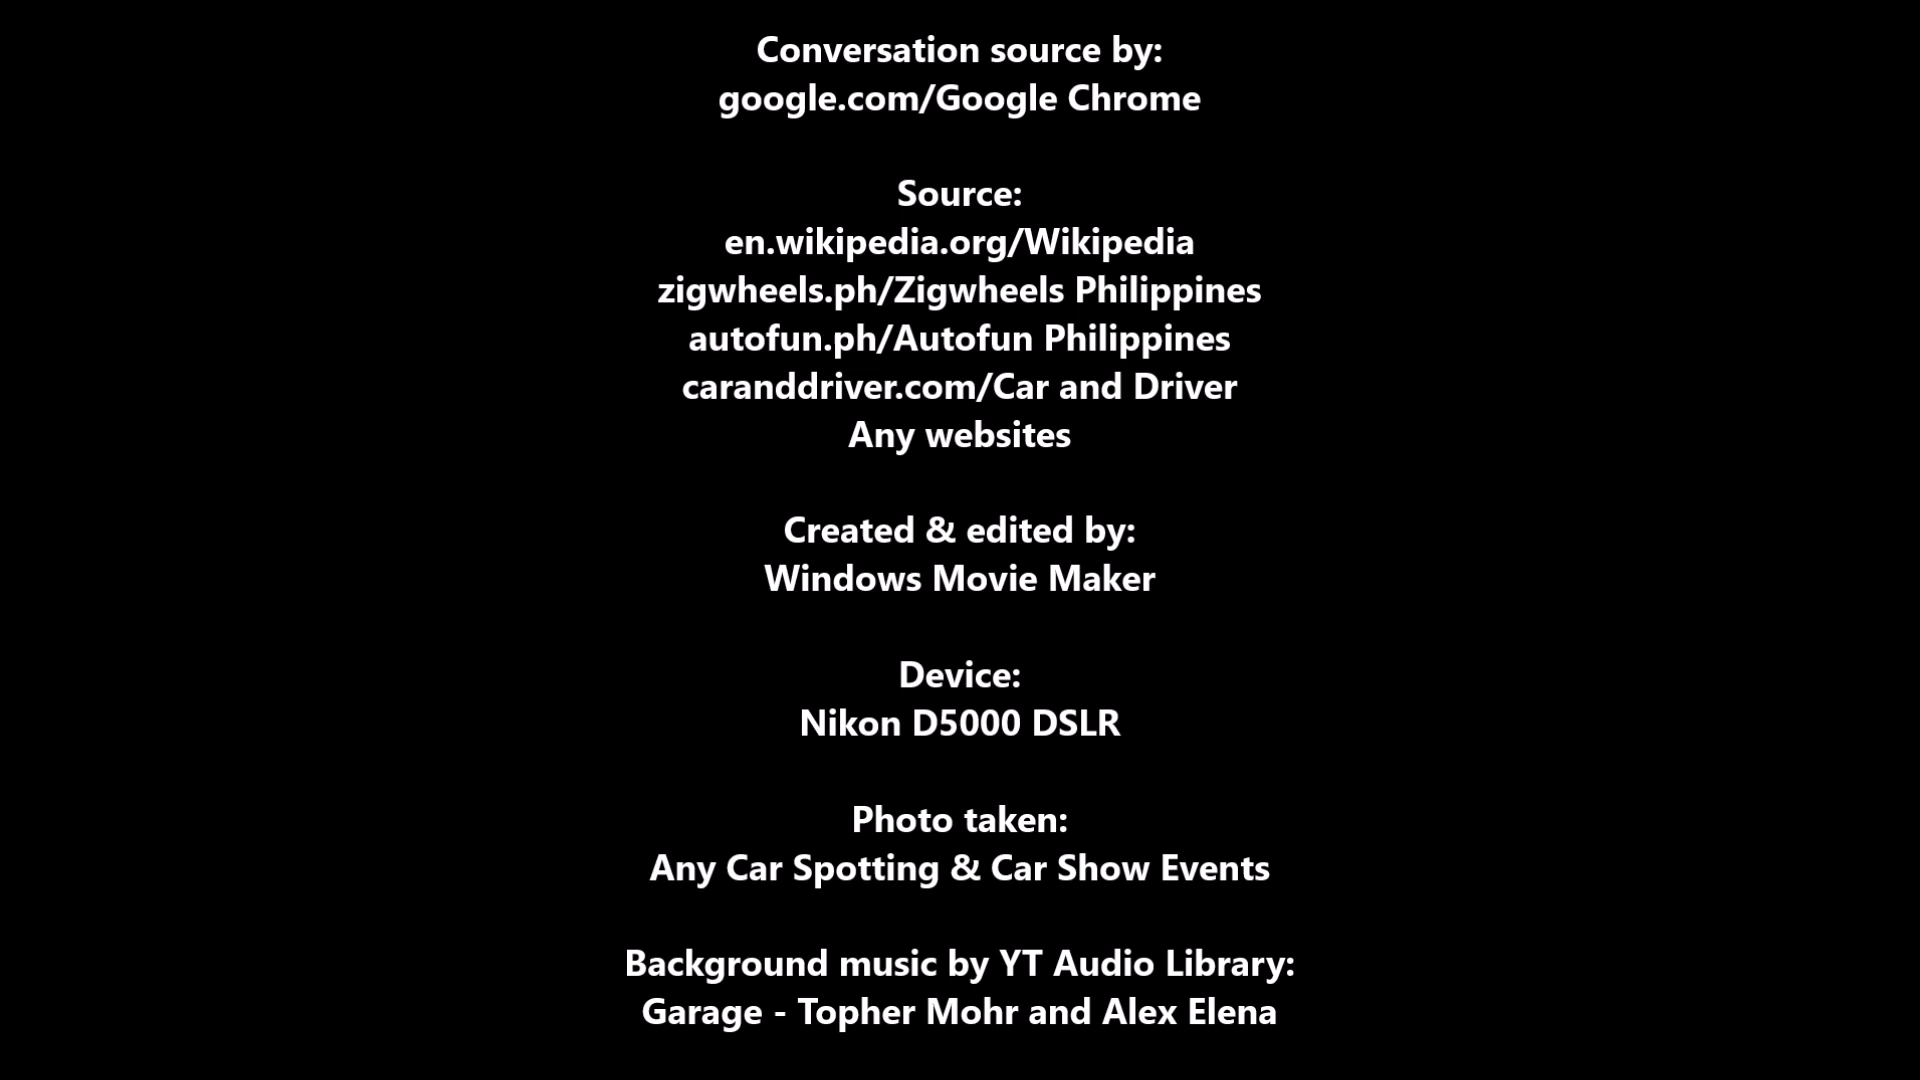 Conversation source by:
google.com/Google Chrome
Source:
en.wikipedia.org/Wikipedia
zigwheels.ph/Zigwheels Philippines
autofun.ph/Autofun Philippines
caranddriver.com/Car and Driver
Any websites
Created & edited by:
Windows Movie Maker
Device:
Nikon D5000 DSLR
Photo taken:
Any Car Spotting & Car Show Events
Background music by YT Audio Library:
Garage - Topher Mohr and Alex Elena